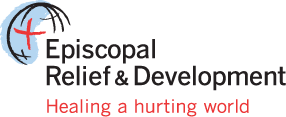 Episcopal
Relief & Development
Healing a hurting world